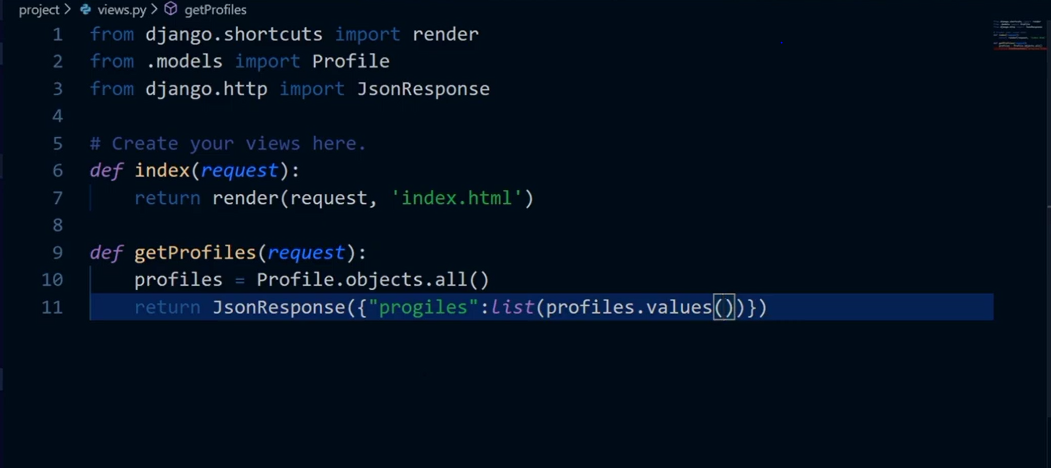 project > views.py > getProfiles
1 from django.shortcuts import render
2 from .models import Profile
3 from django.http import JsonResponse
4
5 # Create your views here.
6 def index(request):
7     return render(request, 'index.html')
8
9 def getProfiles(request):
10     profiles = Profile.objects.all()
11     return JsonResponse({"progiles":list(profiles.values())})